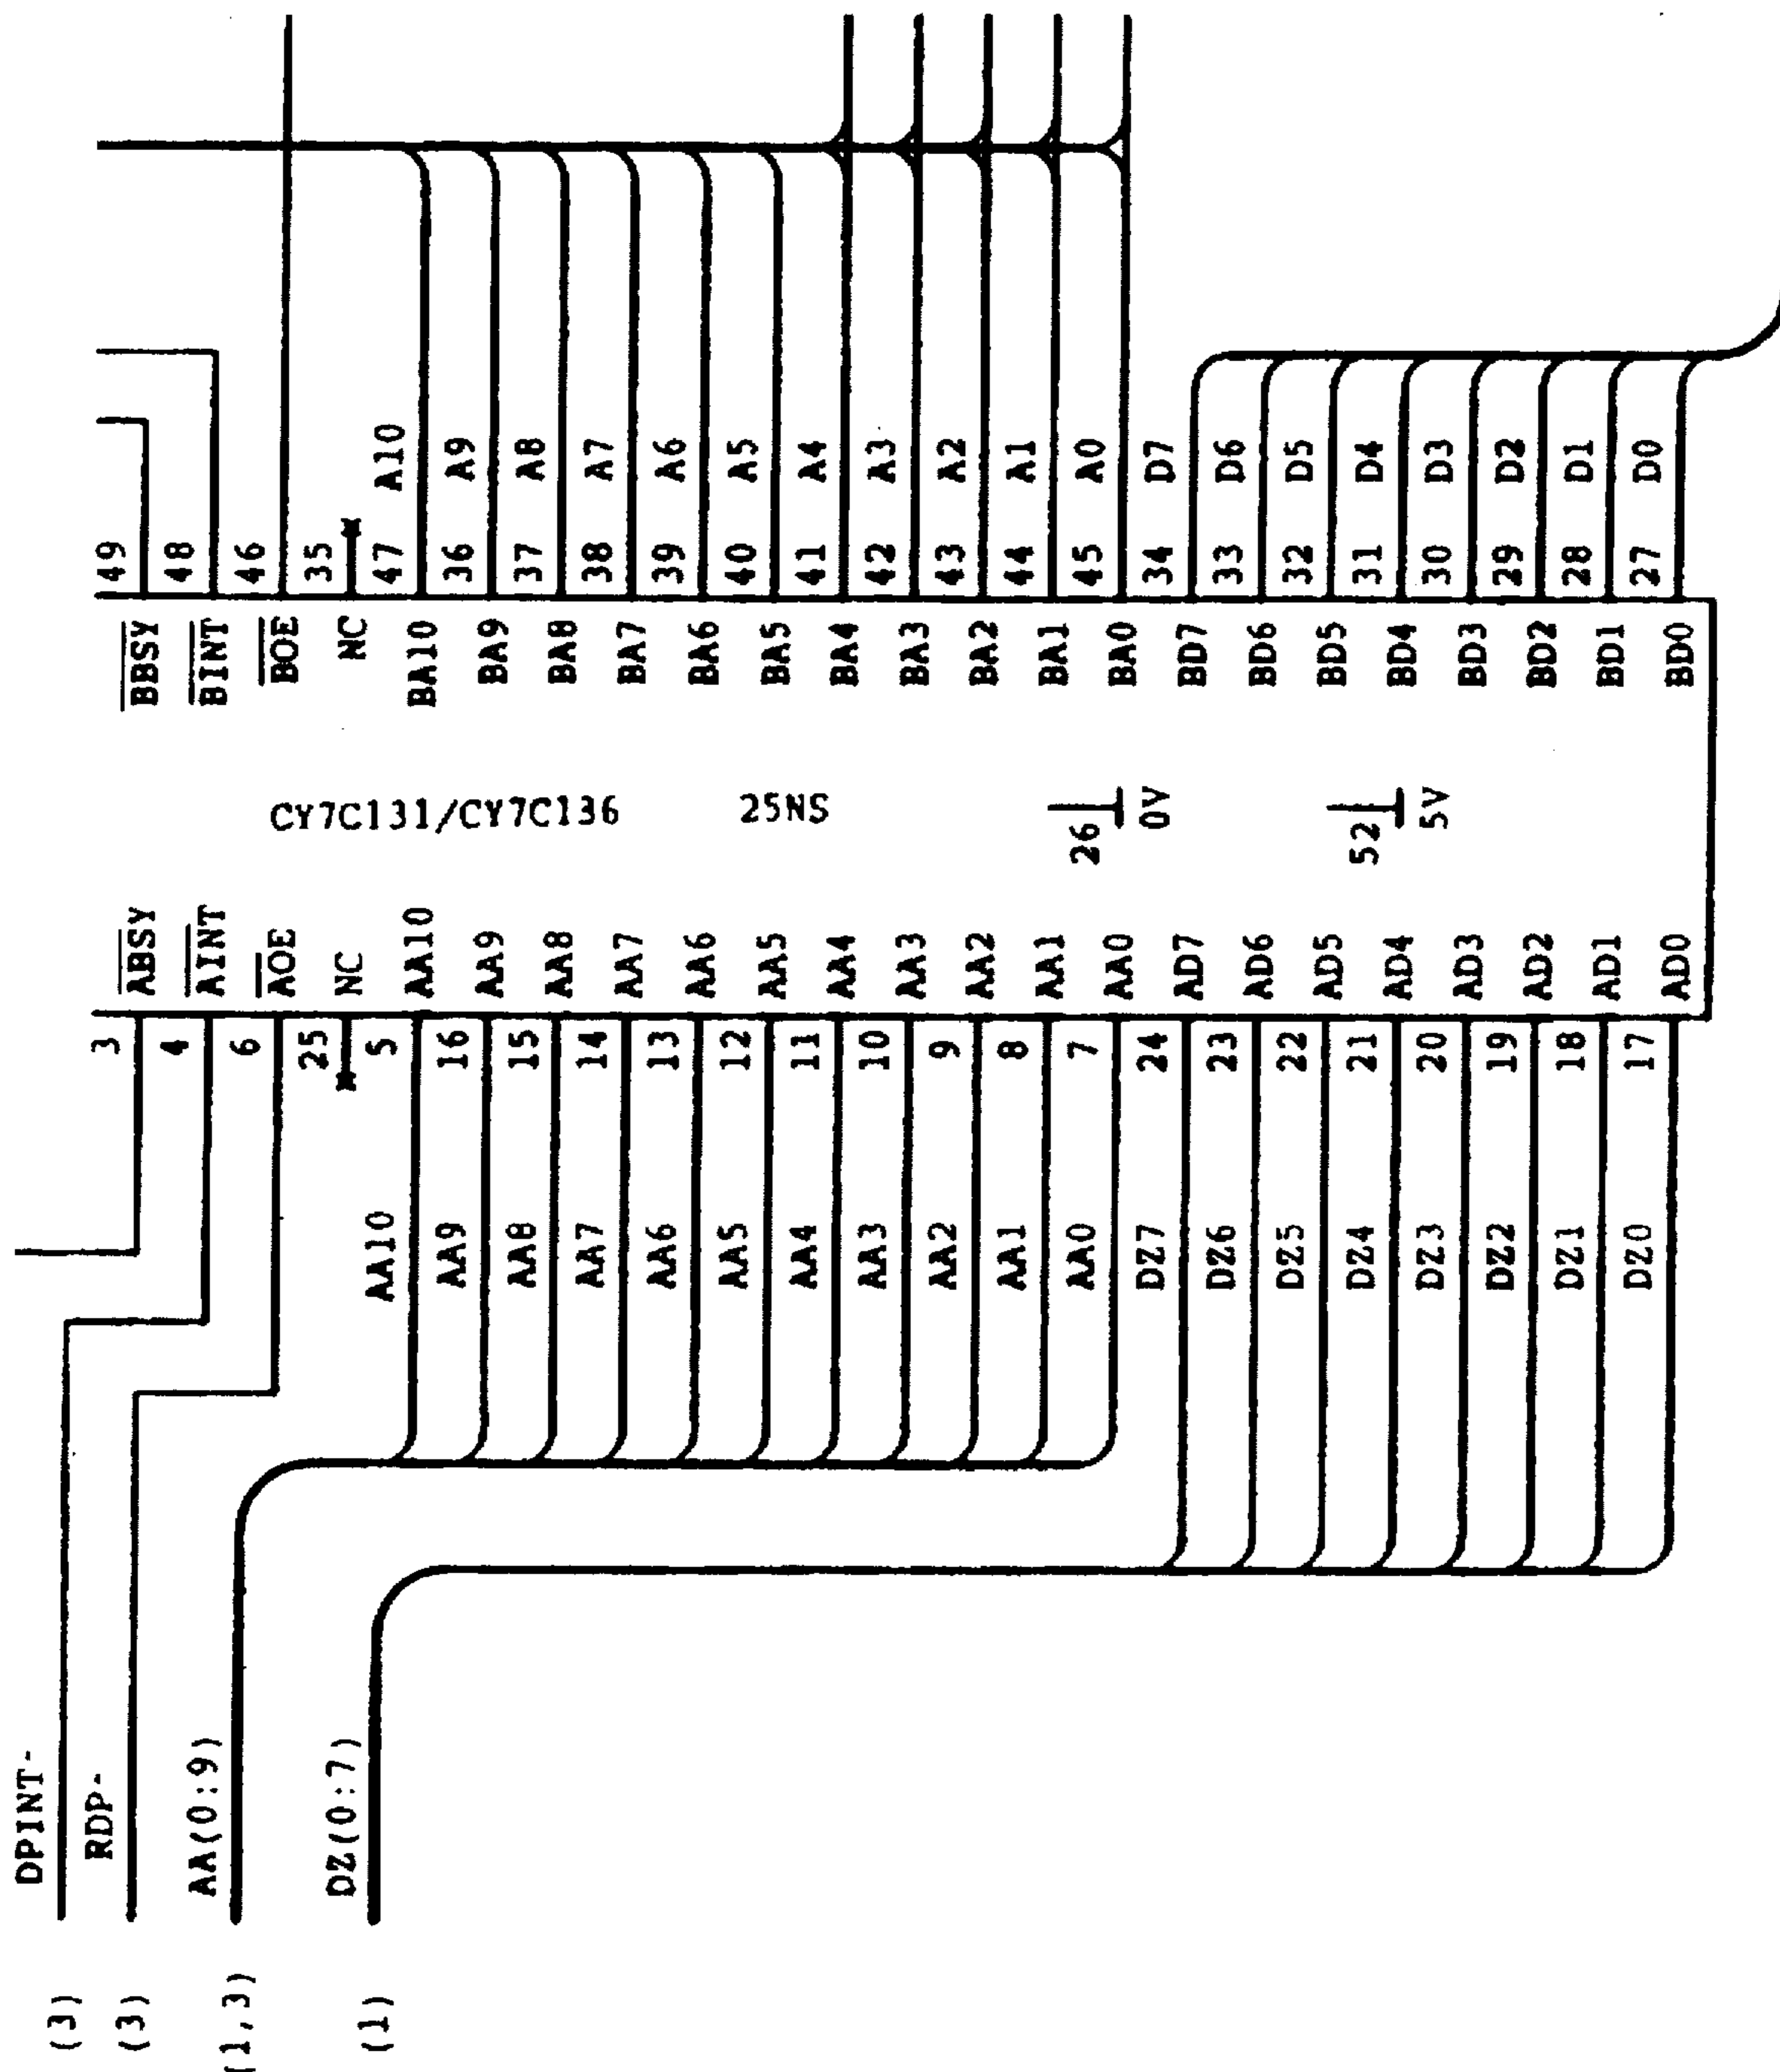 (3) DPINT-
(3) RDP-
(1,3) AA(0:9)
(1) DZ(0:7)
3 ABSY BBSY 49
4 AINT BINT 48
6 AOE BOE 46
25 NC NC 35
AA10 5 AA10 BA10 47 A10
AA9 16 AA9 BA9 36 A9
AA8 15 AA8 BA8 37 A8
AA7 14 AA7 BA7 38 A7
AA6 13 AA6 BA6 39 A6
AA5 12 AA5 BA5 40 A5
AA4 11 AA4 BA4 41 A4
AA3 10 AA3 BA3 42 A3
AA2 9 AA2 BA2 43 A2
AA1 8 AA1 BA1 44 A1
AA0 7 AA0 BA0 45 A0
DZ7 24 AD7 BD7 34 D7
DZ6 23 AD6 BD6 33 D6
DZ5 22 AD5 BD5 32 D5
DZ4 21 AD4 BD4 31 D4
DZ3 20 AD3 BD3 30 D3
DZ2 19 AD2 BD2 29 D2
DZ1 18 AD1 BD1 28 D1
DZ0 17 AD0 BD0 27 D0
CY7C131/CY7C136
25NS
26
0V
52
5V